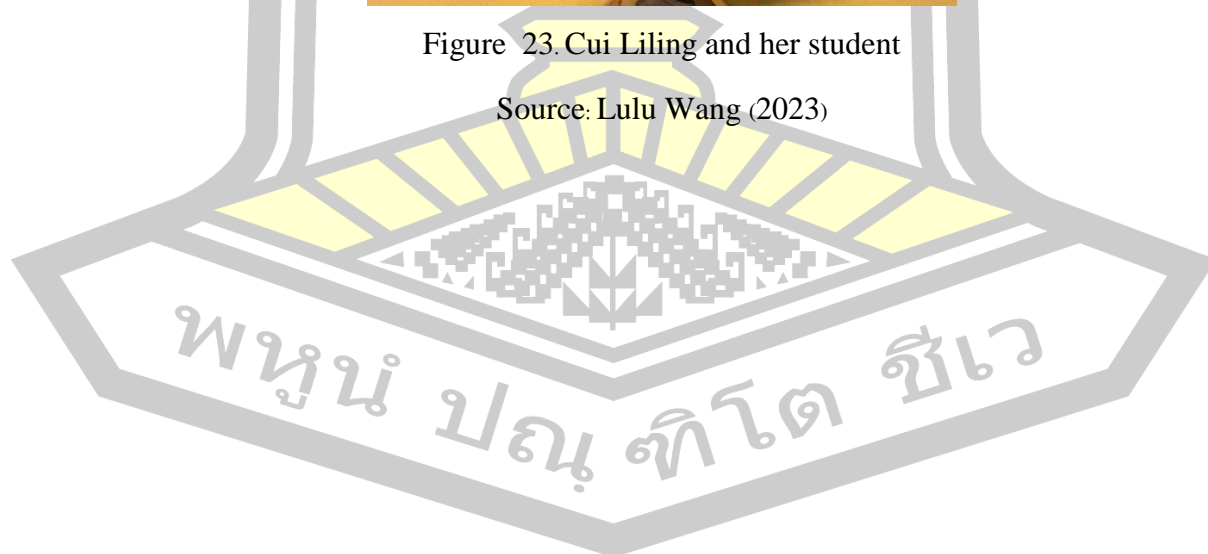 Figure  23. Cui Liling and her student
Source: Lulu Wang (2023)
พหูนํ ปณฺฑิโต ชีเว